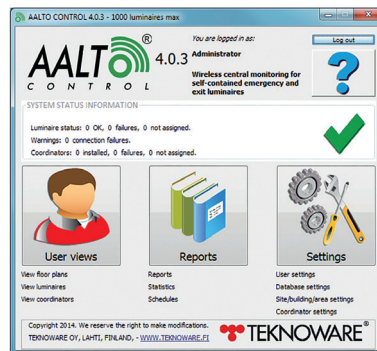 AALTO CONTROL 4.0.3 - 1000 luminaires max
AALTO®
CONTROL
4.0.3
You are logged in as:
Administrator
Log out
Wireless central monitoring for
self-contained emergency and
exit luminaires
?
SYSTEM STATUS INFORMATION
Luminaire status: 0 OK, 0 failures, 0 not assigned.
Warnings: 0 connection failures.
Coordinators: 0 installed, 0 failures, 0 not assigned.
User views
Reports
Settings
View floor plans
View luminaires
View coordinators
Reports
Statistics
Schedules
User settings
Database settings
Site/building/area settings
Coordinator settings
Copyright 2014. We reserve the right to make modifications.
TEKNOWARE OY, LAHTI, FINLAND, - WWW.TEKNOWARE.FI
TEKNOWARE®